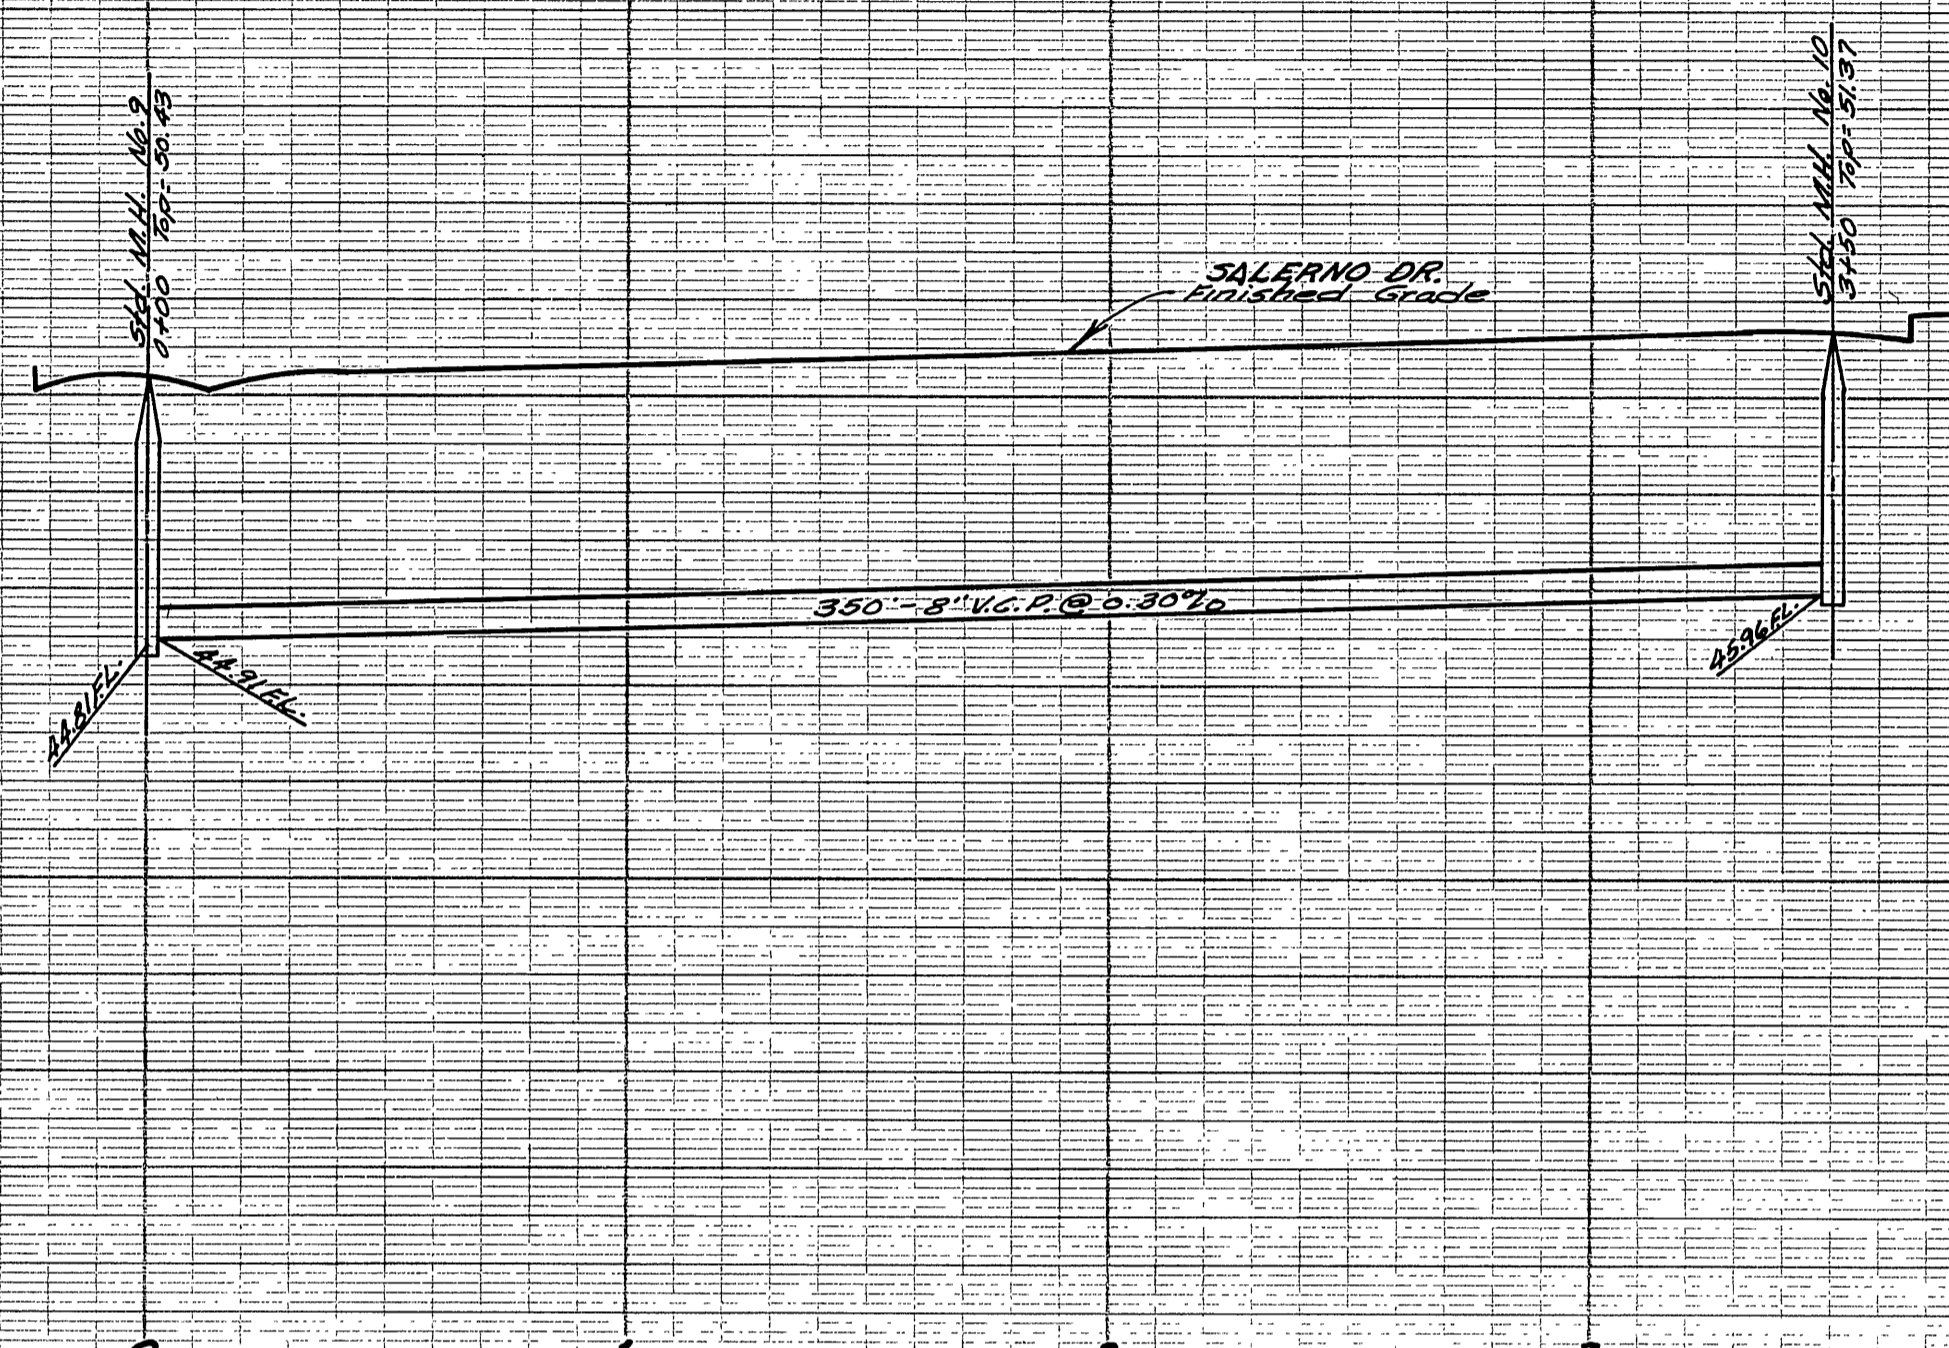 Std. M.H. No. 9
0+00 Top= 50.43
Std. M.H. No. 10
3+50 Top= 51.37
SALERNO DR.
Finished Grade
350'-8" V.C.P. @ 0.30%
44.81 F.L.
44.91 F.L.
45.96 F.L.